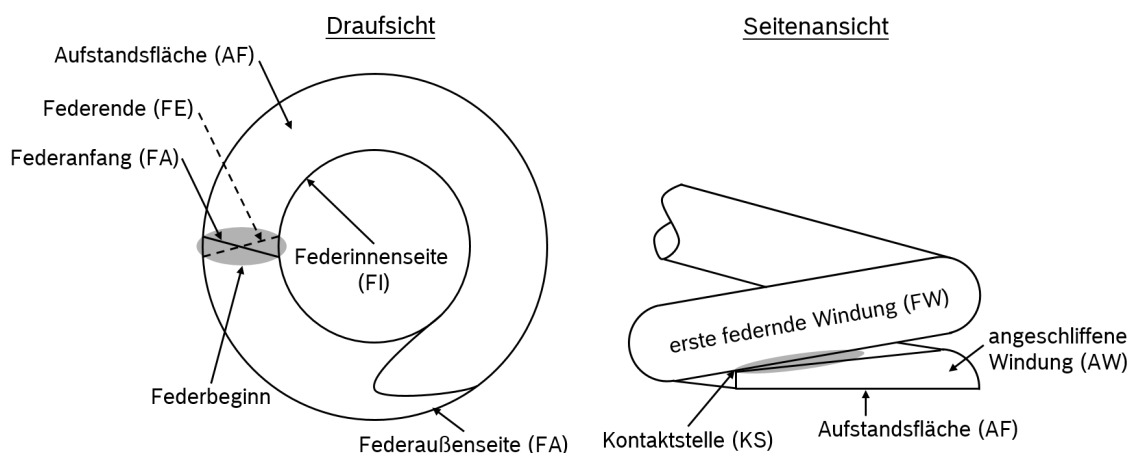 Draufsicht
Aufstandsfläche (AF)
Federende (FE)
Federanfang (FA)
Federinnenseite
(FI)
Federbeginn
Federaußenseite (FA)
Seitenansicht
erste federnde Windung (FW)
angeschliffene
Windung (AW)
Kontaktstelle (KS)
Aufstandsfläche (AF)